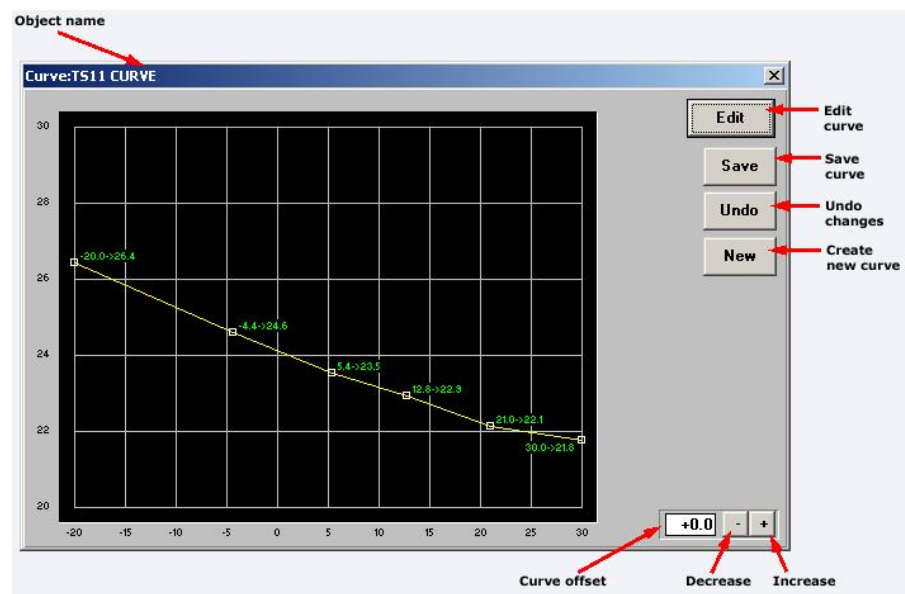 Object name
Curve:TS11 CURVE
Edit
Edit
curve
Save
Save
curve
Undo
Undo
changes
New
Create
new curve
30
28
26
24
22
20
-20.0->26.4
-4.4->24.6
5.4->23.5
12.8->22.9
21.0->22.1
30.0->21.8
-20 -15 -10 -5 0 5 10 15 20 25 30
+0.0 - +
Curve offset Decrease Increase